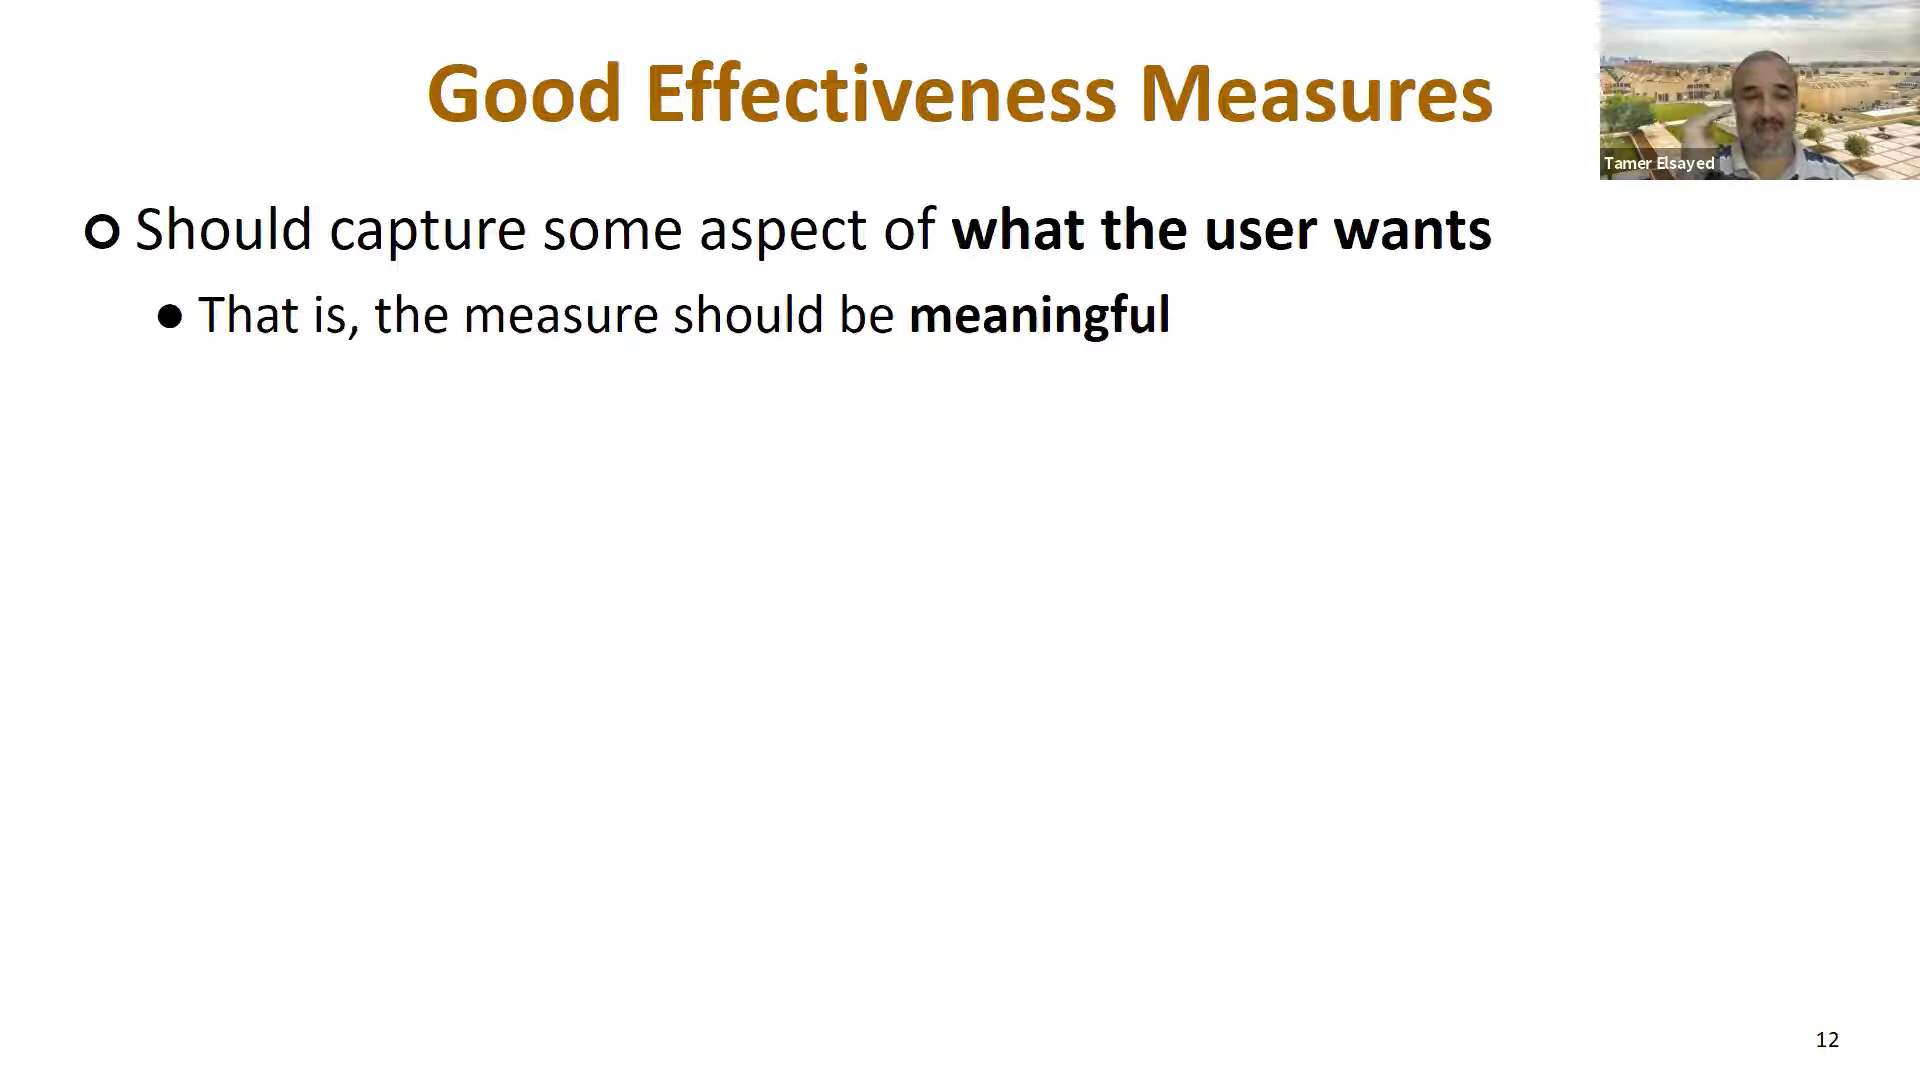 Good Effectiveness Measures
Tamer Elsayed
Should capture some aspect of what the user wants
That is, the measure should be meaningful
12